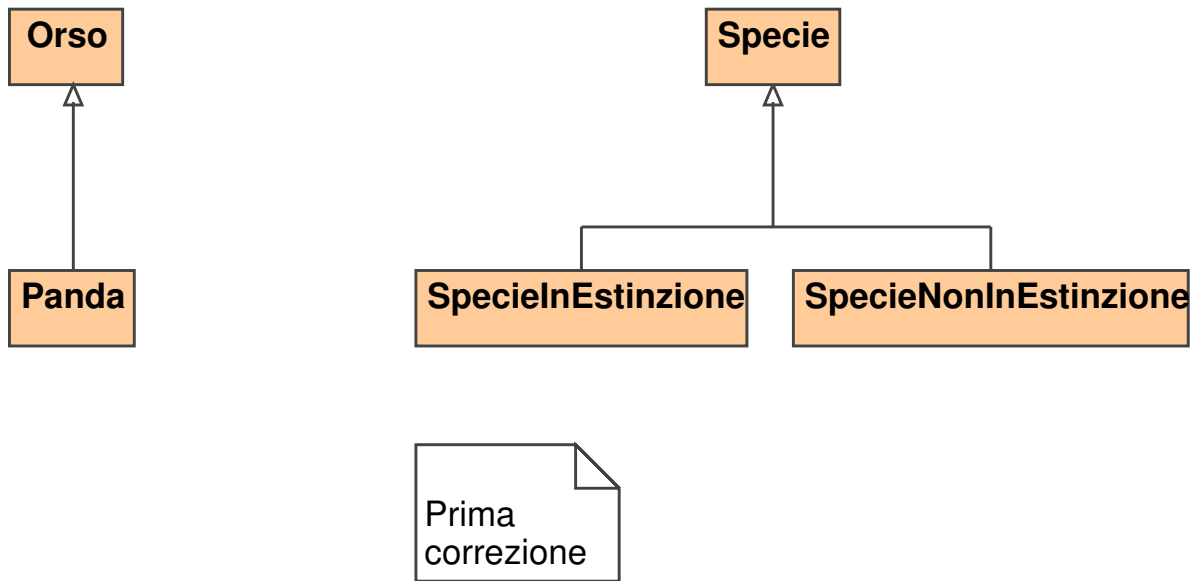 Orso
Specie
Panda
SpecieInEstinzione
SpecieNonInEstinzione
Prima
correzione